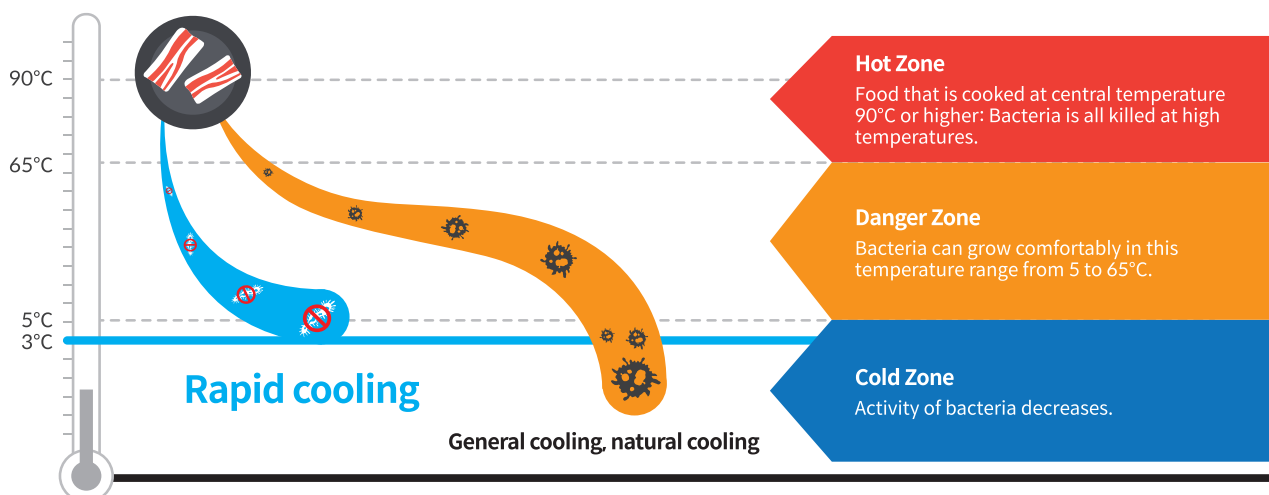 90°C
65°C
5°C
3°C
Rapid cooling
General cooling, natural cooling
Hot Zone
Food that is cooked at central temperature
90°C or higher: Bacteria is all killed at high
temperatures.
Danger Zone
Bacteria can grow comfortably in this
temperature range from 5 to 65°C.
Cold Zone
Activity of bacteria decreases.